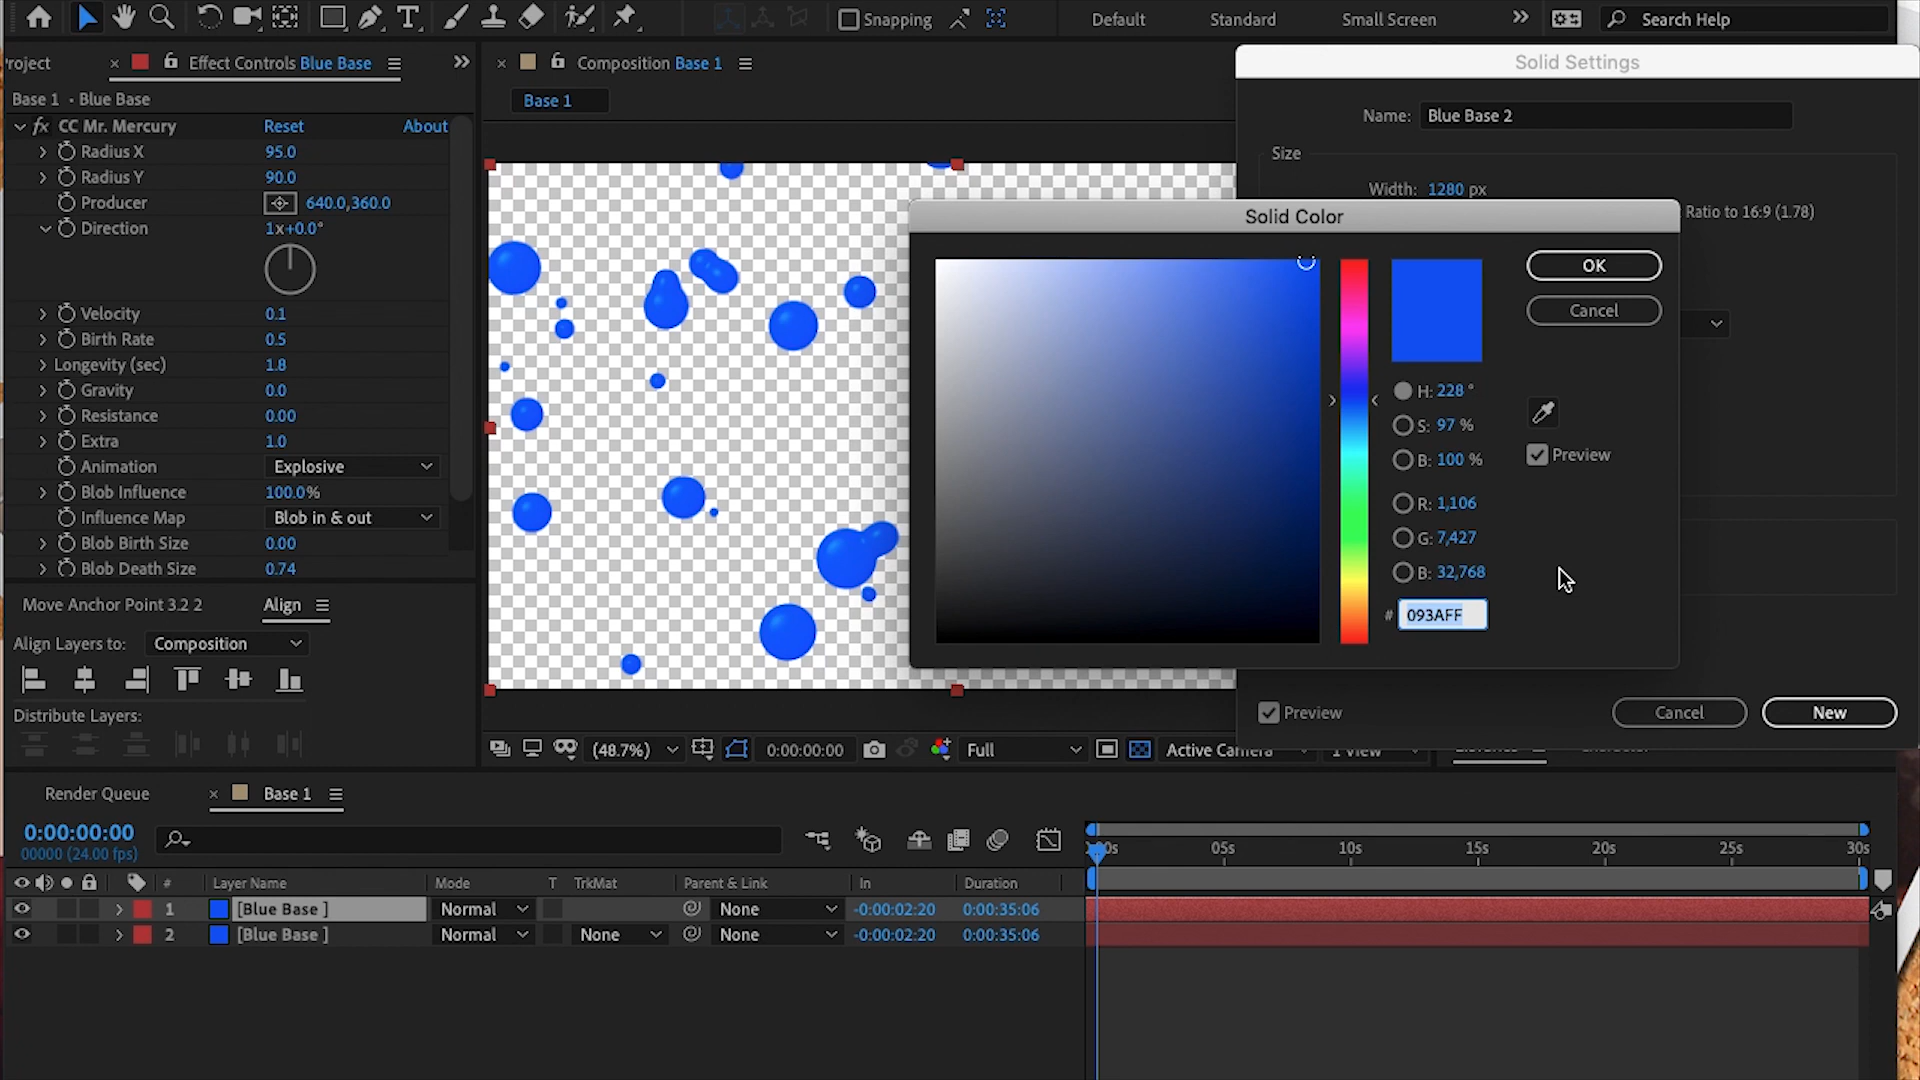 Snapping
Default
Standard
Small Screen
Search Help
roject
Effect Controls Blue Base
Composition Base 1
Solid Settings
Base 1 • Blue Base
Base 1
Name: Blue Base 2
fx CC Mr. Mercury Reset About
Radius X 95.0
Radius Y 90.0
Producer 640.0,360.0
Direction 1x+0.0°
Velocity 0.1
Birth Rate 0.5
Longevity (sec) 1.8
Gravity 0.0
Resistance 0.00
Extra 1.0
Animation Explosive
Blob Influence 100.0%
Influence Map Blob in & out
Blob Birth Size 0.00
Blob Death Size 0.74
Size
Width: 1280 px
Ratio to 16:9 (1.78)
Solid Color
OK
Cancel
H: 228 °
S: 97 %
B: 100 %
Preview
R: 1,106
G: 7,427
B: 32,768
# 093AFF
Preview
Cancel
New
Move Anchor Point 3.2 2
Align
Align Layers to: Composition
Distribute Layers:
(48.7%)
0:00:00:00
Full
Active Camera
1 View
Render Queue
Base 1
0:00:00:00
00000 (24.00 fps)
05s 10s 15s 20s 25s 30s
# Layer Name Mode T TrkMat Parent & Link In Duration
1 [Blue Base ] Normal None -0:00:02:20 0:00:35:06
2 [Blue Base ] Normal None None -0:00:02:20 0:00:35:06